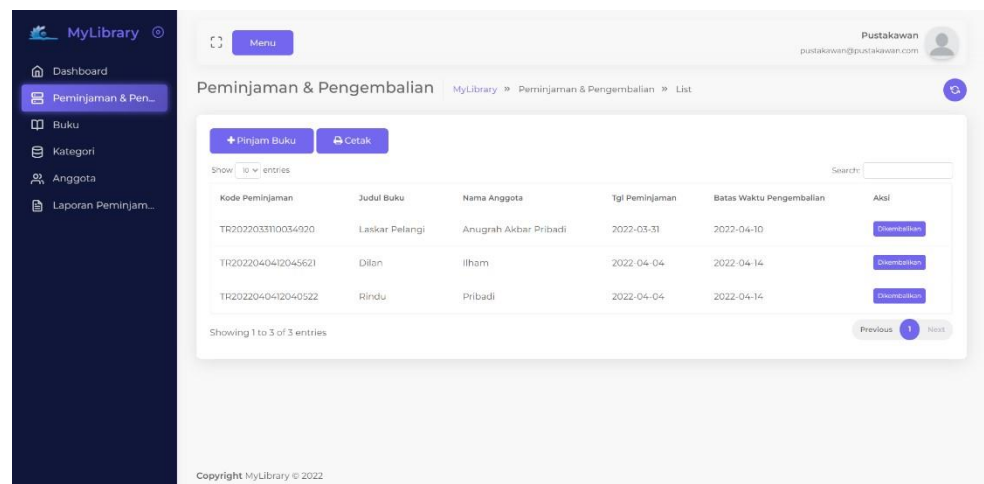 MyLibrary
Menu
Pustakawan
pustakawan@pustakawan.com
Dashboard
Peminjaman & Pen...
Buku
Kategori
Anggota
Laporan Peminjam...
Peminjaman & Pengembalian
MyLibrary » Peminjaman & Pengembalian » List
+Pinjam Buku
Cetak
Show 10 entries
Search:
Kode Peminjaman Judul Buku Nama Anggota Tgl Peminjaman Batas Waktu Pengembalian Aksi
TR2022033110034920 Laskar Pelangi Anugrah Akbar Pribadi 2022-03-31 2022-04-10 Dikembalikan
TR2022040412045621 Dilan Ilham 2022-04-04 2022-04-14 Dikembalikan
TR2022040412040522 Rindu Pribadi 2022-04-04 2022-04-14 Dikembalikan
Showing 1 to 3 of 3 entries
Previous 1 Next
Copyright MyLibrary © 2022